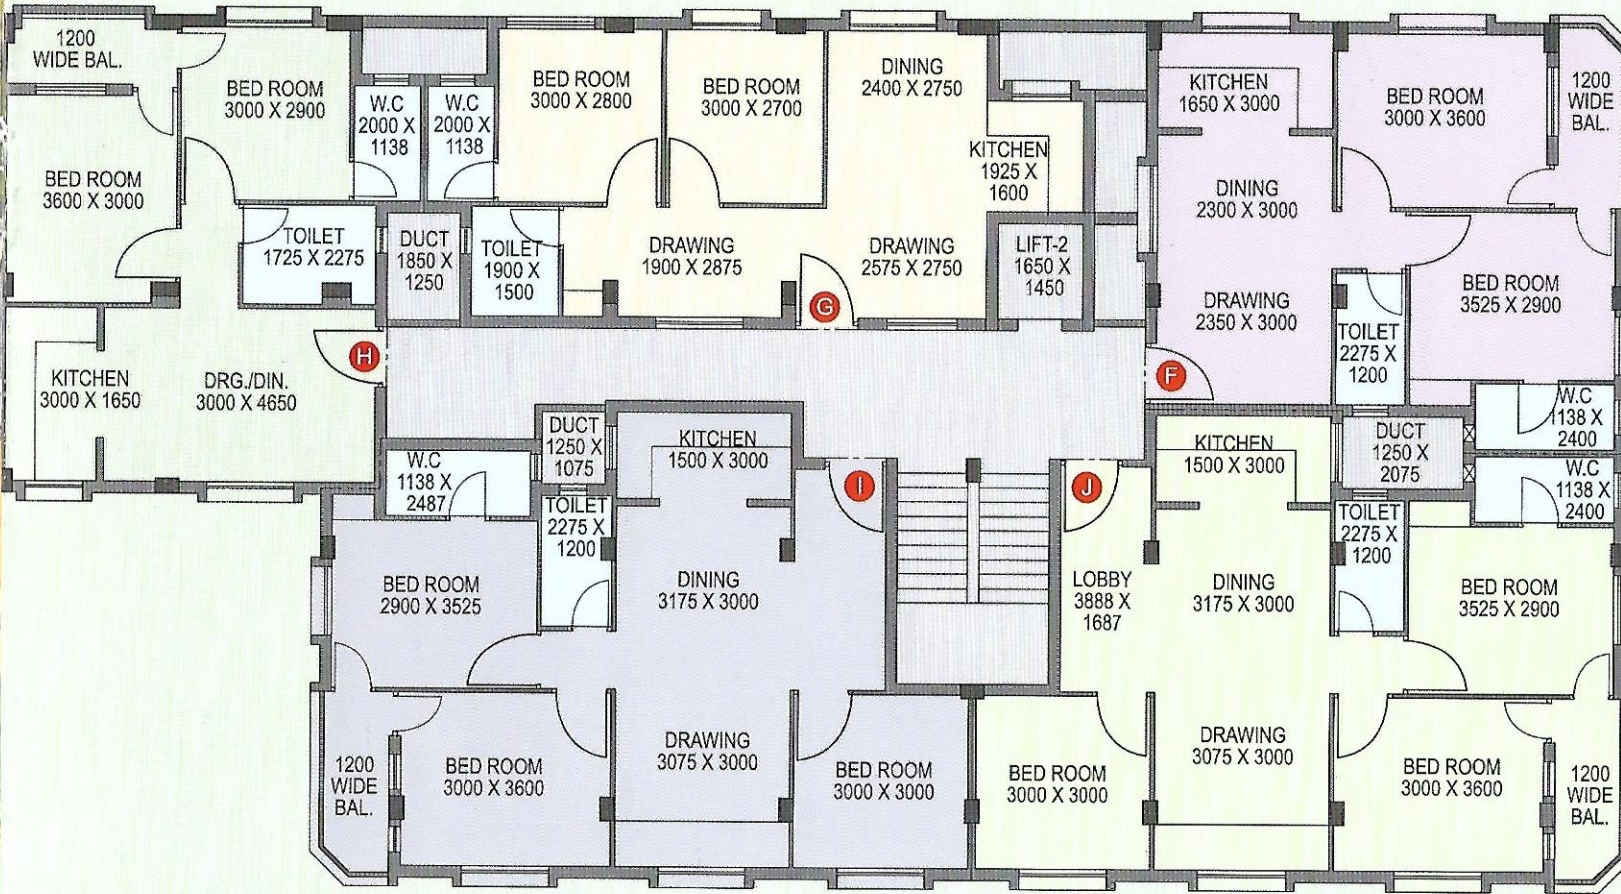 1200
WIDE BAL.
BED ROOM
3000 X 2900
W.C
2000 X
1138
W.C
2000 X
1138
BED ROOM
3000 X 2800
BED ROOM
3000 X 2700
DINING
2400 X 2750
KITCHEN
1925 X
1600
KITCHEN
1650 X 3000
BED ROOM
3000 X 3600
1200
WIDE
BAL.
BED ROOM
3600 X 3000
TOILET
1725 X 2275
DUCT
1850 X
1250
TOILET
1900 X
1500
DRAWING
1900 X 2875
DRAWING
2575 X 2750
LIFT-2
1650 X
1450
DINING
2300 X 3000
DRAWING
2350 X 3000
BED ROOM
3525 X 2900
TOILET
2275 X
1200
G
H
F
KITCHEN
3000 X 1650
DRG./DIN.
3000 X 4650
W.C
1138 X
2400
W.C
1138 X
2487
DUCT
1250 X
1075
KITCHEN
1500 X 3000
I
J
KITCHEN
1500 X 3000
DUCT
1250 X
2075
W.C
1138 X
2400
TOILET
2275 X
1200
TOILET
2275 X
1200
BED ROOM
2900 X 3525
DINING
3175 X 3000
LOBBY
3888 X
1687
DINING
3175 X 3000
BED ROOM
3525 X 2900
1200
WIDE
BAL.
BED ROOM
3000 X 3600
DRAWING
3075 X 3000
BED ROOM
3000 X 3000
BED ROOM
3000 X 3000
DRAWING
3075 X 3000
BED ROOM
3000 X 3600
1200
WIDE
BAL.